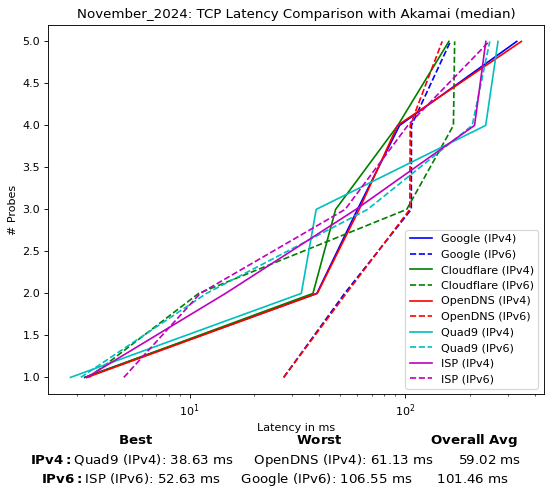 November_2024: TCP Latency Comparison with Akamai (median)
# Probes
5.0
4.5
4.0
3.5
3.0
2.5
2.0
1.5
1.0
Google (IPv4)
Google (IPv6)
Cloudflare (IPv4)
Cloudflare (IPv6)
OpenDNS (IPv4)
OpenDNS (IPv6)
Quad9 (IPv4)
Quad9 (IPv6)
ISP (IPv4)
ISP (IPv6)
10¹ 10²
Latency in ms
Best Worst Overall Avg
IPv4: Quad9 (IPv4): 38.63 ms OpenDNS (IPv4): 61.13 ms 59.02 ms
IPv6: ISP (IPv6): 52.63 ms Google (IPv6): 106.55 ms 101.46 ms